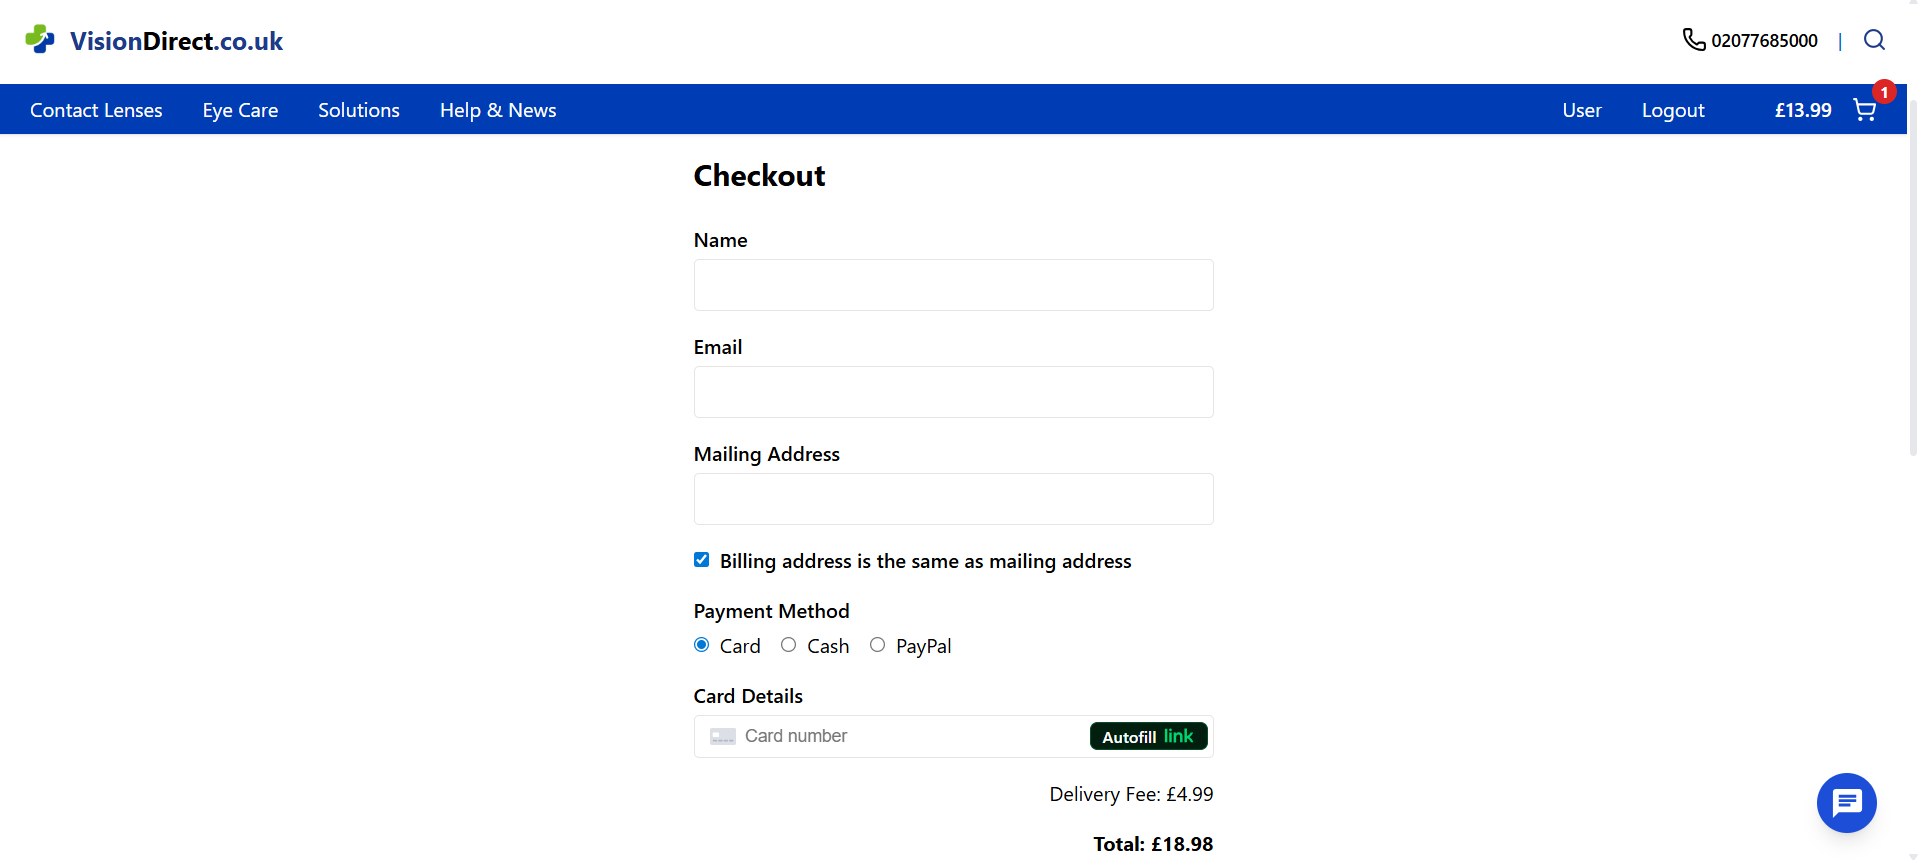 VisionDirect.co.uk
02077685000 |
Contact Lenses Eye Care Solutions Help & News User Logout £13.99 1
Checkout
Name
Email
Mailing Address
Billing address is the same as mailing address
Payment Method
Card Cash PayPal
Card Details
Card number Autofill link
Delivery Fee: £4.99
Total: £18.98